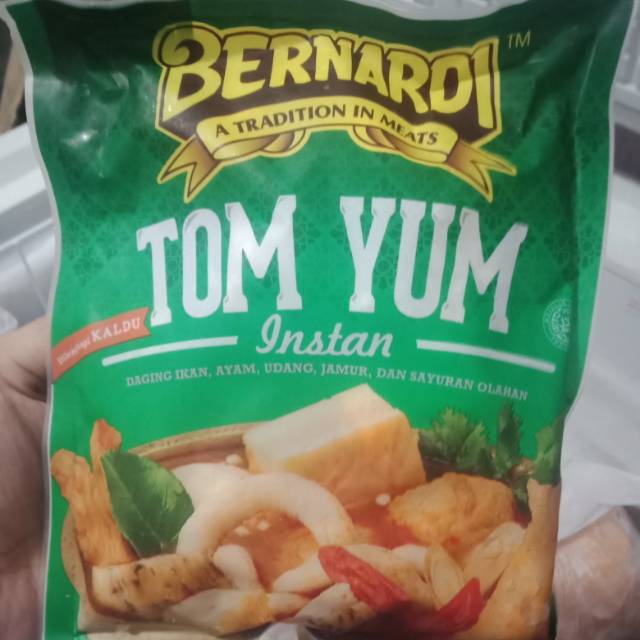 BERNARDI TM
A TRADITION IN MEATS
TOM YUM
Dilengkapi KALDU
Instan
DAGING IKAN, AYAM, UDANG, JAMUR, DAN SAYURAN OLAHAN